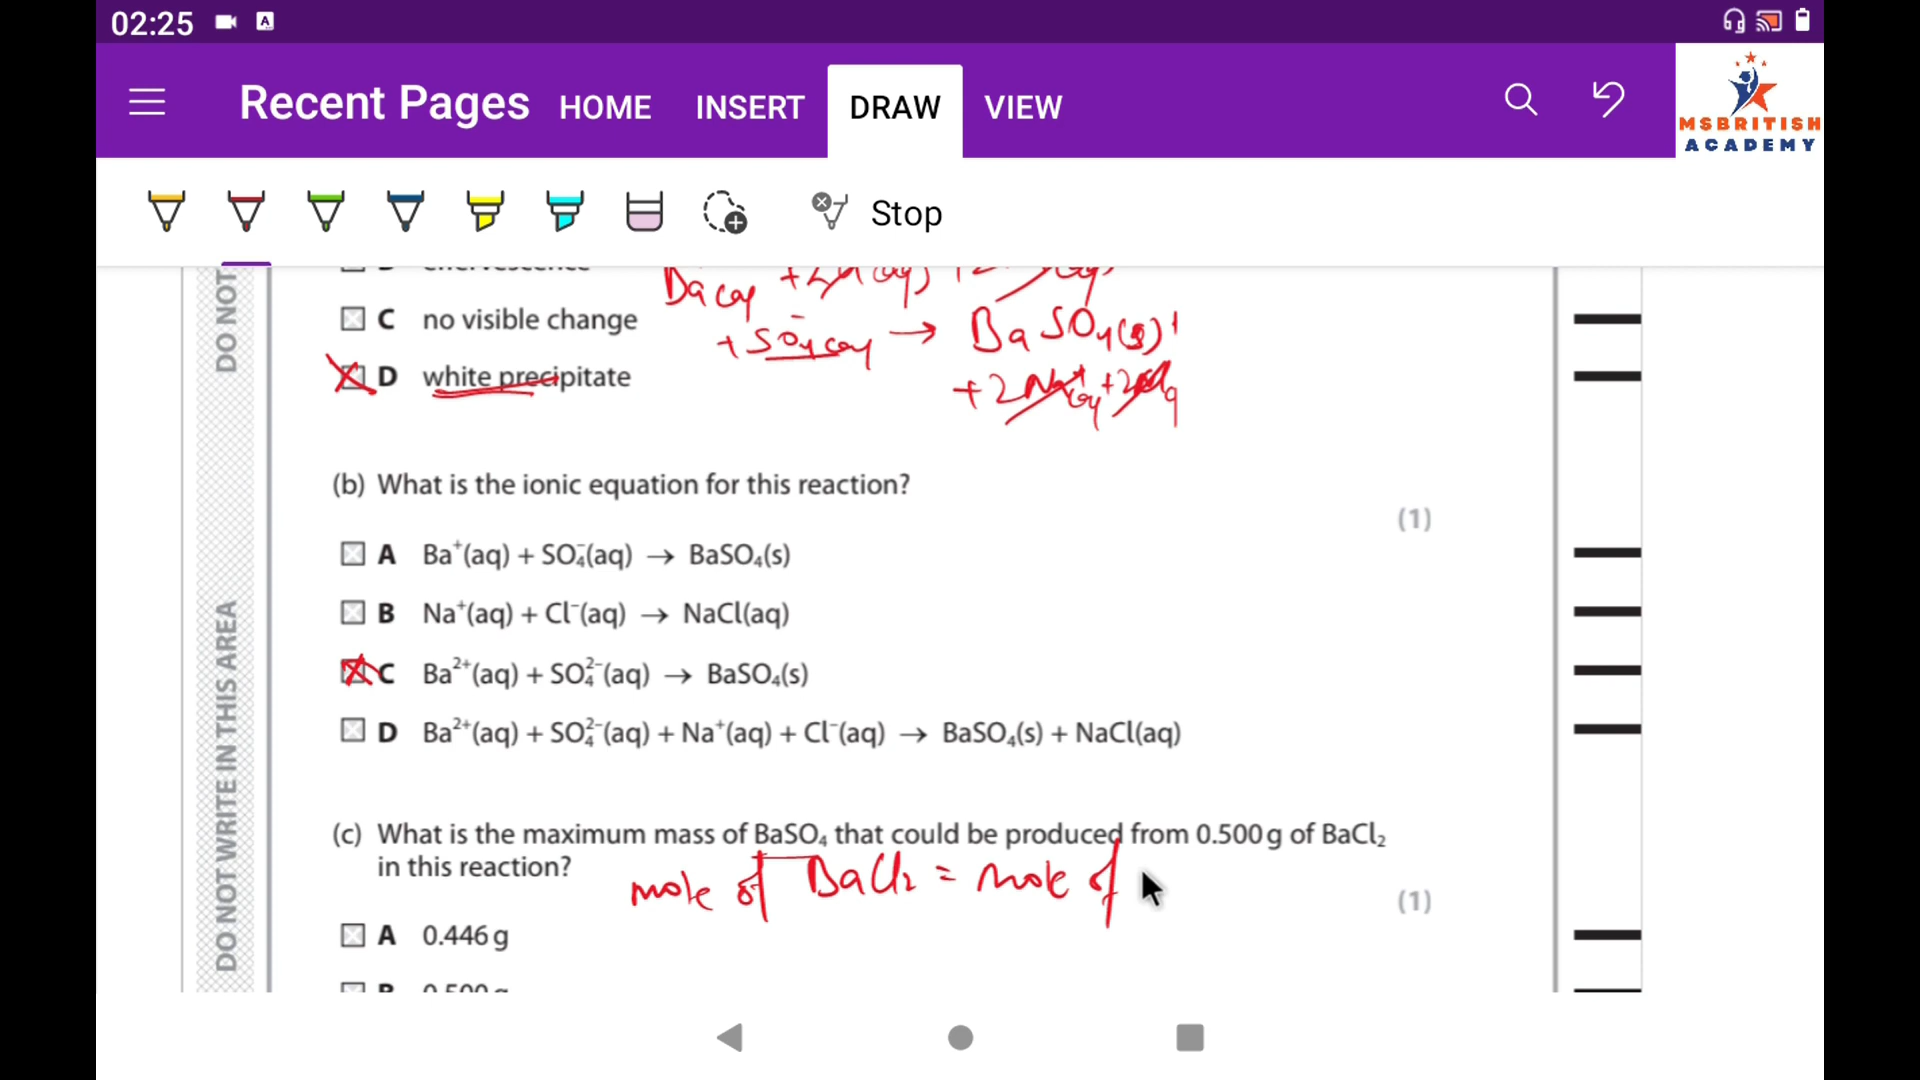 02:25 A
Recent Pages HOME INSERT DRAW VIEW
MSBRITISH
ACADEMY
Stop
DO NOT
C no visible change
+ SO₄ (aq) → BaSO₄(s) +
D white precipitate
(b) What is the ionic equation for this reaction?
(1)
A Ba⁺(aq) + SO₄⁻(aq) → BaSO₄(s)
B Na⁺(aq) + Cl⁻(aq) → NaCl(aq)
C Ba²⁺(aq) + SO₄²⁻(aq) → BaSO₄(s)
D Ba²⁺(aq) + SO₄²⁻(aq) + Na⁺(aq) + Cl⁻(aq) → BaSO₄(s) + NaCl(aq)
DO NOT WRITE IN THIS AREA
(c) What is the maximum mass of BaSO₄ that could be produced from 0.500 g of BaCl₂
in this reaction?
mole of BaCl₂ = mole of
(1)
A 0.446 g